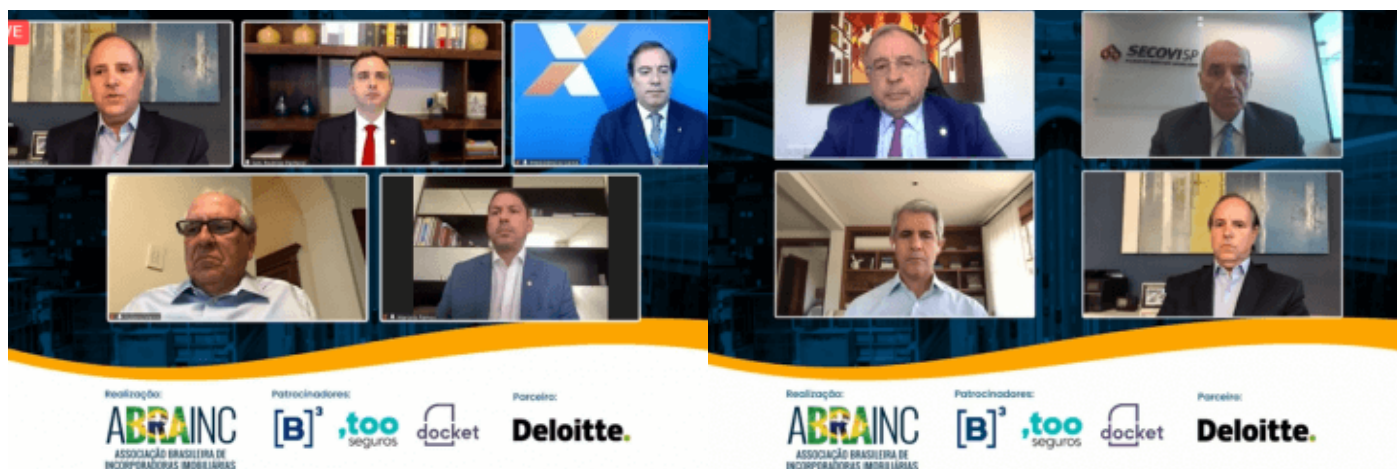 SECOVI SP
Realização:
ABRAINC
ASSOCIAÇÃO BRASILEIRA DE
INCORPORADORAS IMOBILIÁRIAS
Patrocinadores:
[B]³
too
seguros
docket
Parceiro:
Deloitte.
Realização:
ABRAINC
ASSOCIAÇÃO BRASILEIRA DE
INCORPORADORAS IMOBILIÁRIAS
Patrocinadores:
[B]³
too
seguros
docket
Parceiro:
Deloitte.